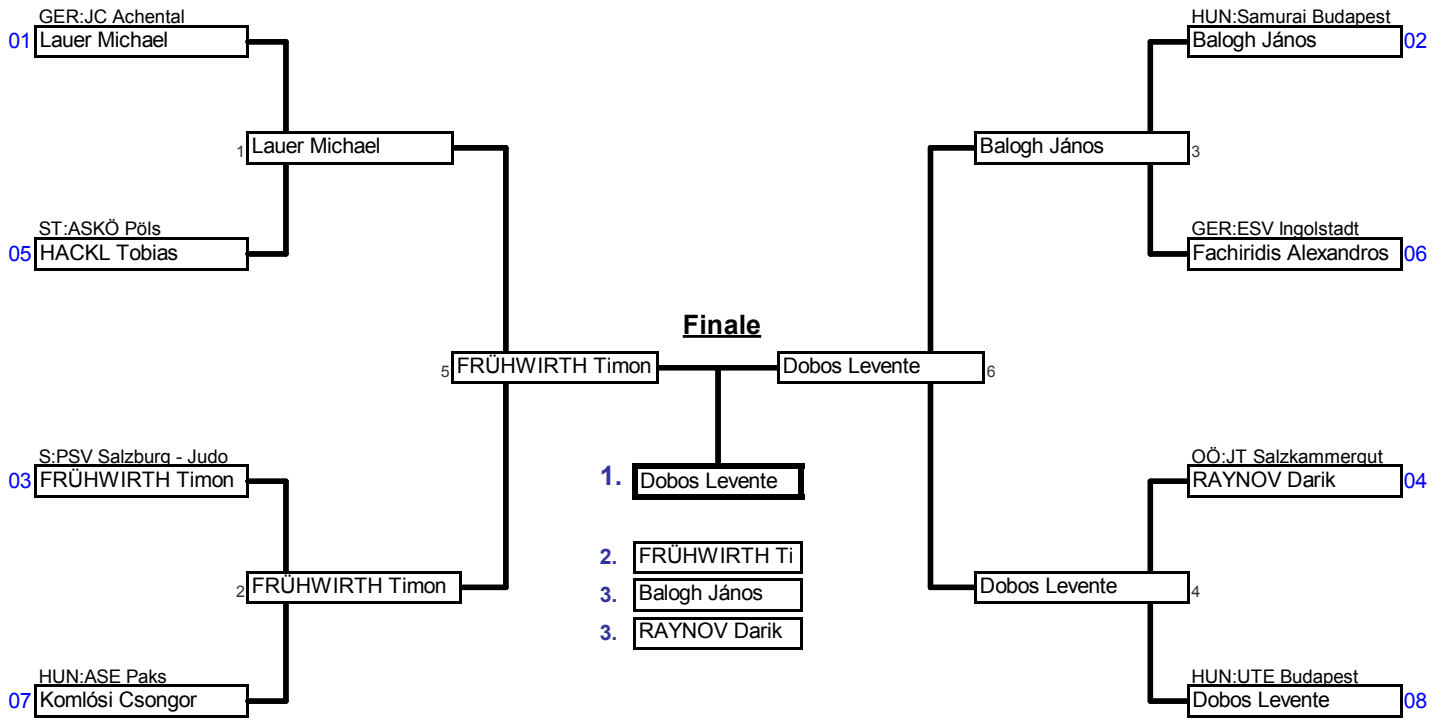 GER:JC Achental
01 Lauer Michael
HUN:Samurai Budapest
Balogh János 02
1 Lauer Michael
Balogh János 3
ST:ASKÖ Pöls
05 HACKL Tobias
GER:ESV Ingolstadt
Fachiridis Alexandros 06
Finale
5 FRÜHWIRTH Timon
Dobos Levente 6
S:PSV Salzburg - Judo
03 FRÜHWIRTH Timon
1. Dobos Levente
OÖ:JT Salzkammergut
RAYNOV Darik 04
2. FRÜHWIRTH Ti
2 FRÜHWIRTH Timon
3. Balogh János
Dobos Levente 4
3. RAYNOV Darik
HUN:ASE Paks
07 Komlósi Csongor
HUN:UTE Budapest
Dobos Levente 08